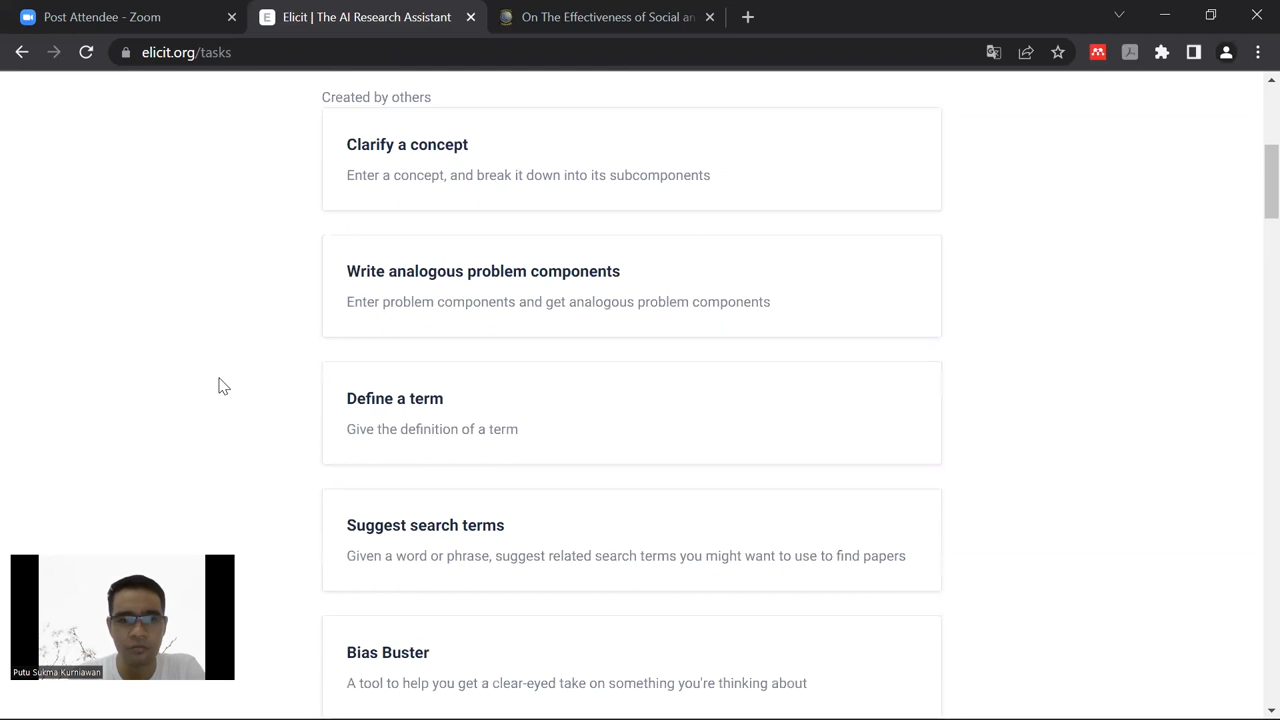 Post Attendee - Zoom
Elicit | The AI Research Assistant
On The Effectiveness of Social an
elicit.org/tasks
Created by others
Clarify a concept
Enter a concept, and break it down into its subcomponents
Write analogous problem components
Enter problem components and get analogous problem components
Define a term
Give the definition of a term
Suggest search terms
Given a word or phrase, suggest related search terms you might want to use to find papers
Bias Buster
A tool to help you get a clear-eyed take on something you're thinking about
Putu Sukma Kurniawan